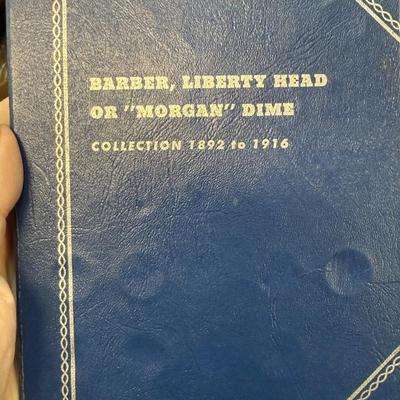 BARBER, LIBERTY HEAD
OR "MORGAN" DIME
COLLECTION 1892 to 1916